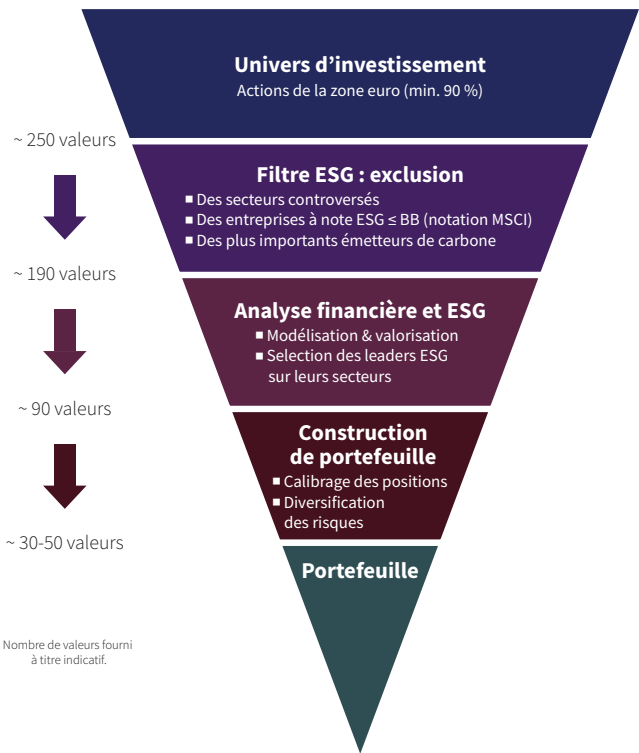 Univers d’investissement
Actions de la zone euro (min. 90 %)
~ 250 valeurs
Filtre ESG : exclusion
■ Des secteurs controversés
■ Des entreprises à note ESG ≤ BB (notation MSCI)
■ Des plus importants émetteurs de carbone
~ 190 valeurs
Analyse financière et ESG
■ Modélisation & valorisation
■ Selection des leaders ESG
sur leurs secteurs
~ 90 valeurs
Construction
de portefeuille
■ Calibrage des positions
■ Diversification
des risques
~ 30-50 valeurs
Portefeuille
Nombre de valeurs fourni
à titre indicatif.